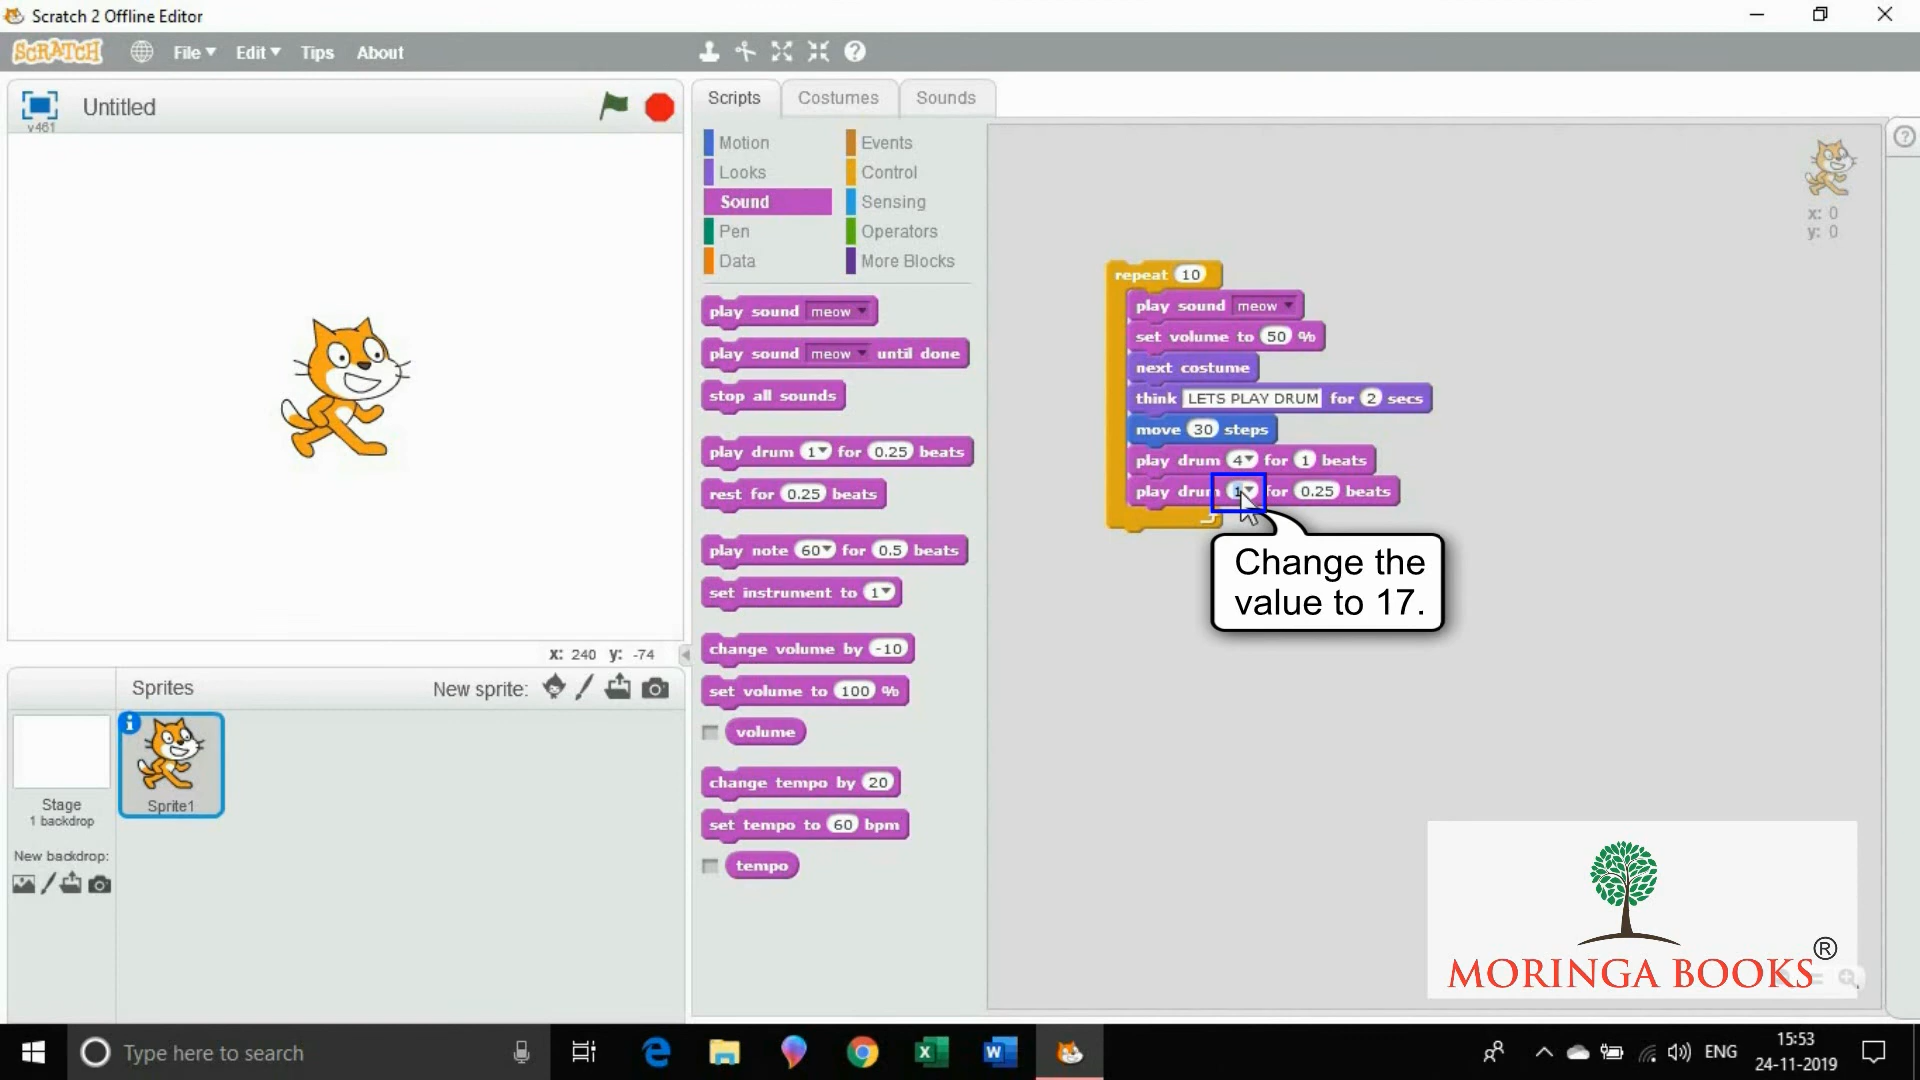 Scratch 2 Offline Editor
SCRATCH File Edit Tips About
v461 Untitled
Scripts Costumes Sounds
Motion Events
Looks Control
Sound Sensing
Pen Operators
Data More Blocks
play sound meow
play sound meow until done
stop all sounds
play drum 1 for 0.25 beats
rest for 0.25 beats
play note 60 for 0.5 beats
set instrument to 1
change volume by -10
set volume to 100 %
volume
change tempo by 20
set tempo to 60 bpm
tempo
x: 0
y: 0
repeat 10
play sound meow
set volume to 50 %
next costume
think LETS PLAY DRUM for 2 secs
move 30 steps
play drum 4 for 1 beats
play drum 1 for 0.25 beats
Change the
value to 17.
x: 240 y: -74
Sprites New sprite:
Sprite1
Stage
1 backdrop
New backdrop:
MORINGA BOOKS®
Type here to search
ENG
15:53
24-11-2019